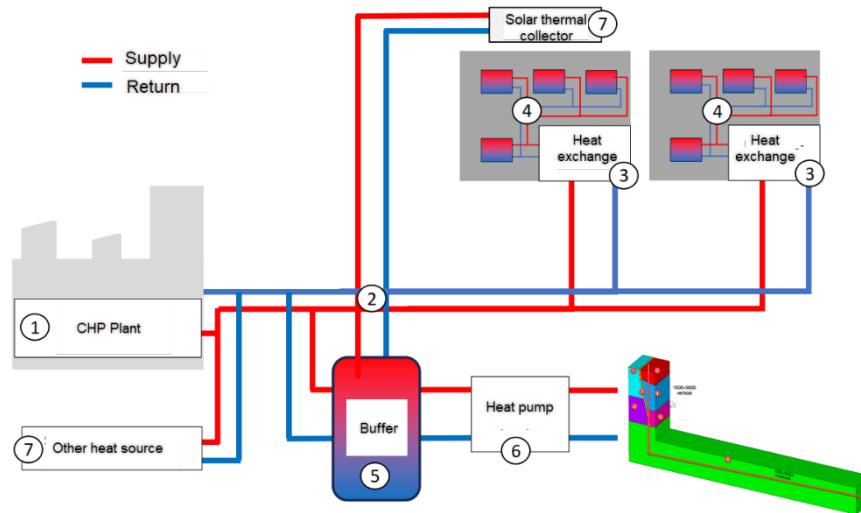 Solar thermal
collector
7
Supply
Return
4
4
Heat
exchange
3
Heat
exchange
3
2
1
CHP Plant
7
Other heat source
Buffer
5
Heat pump
6
vertical